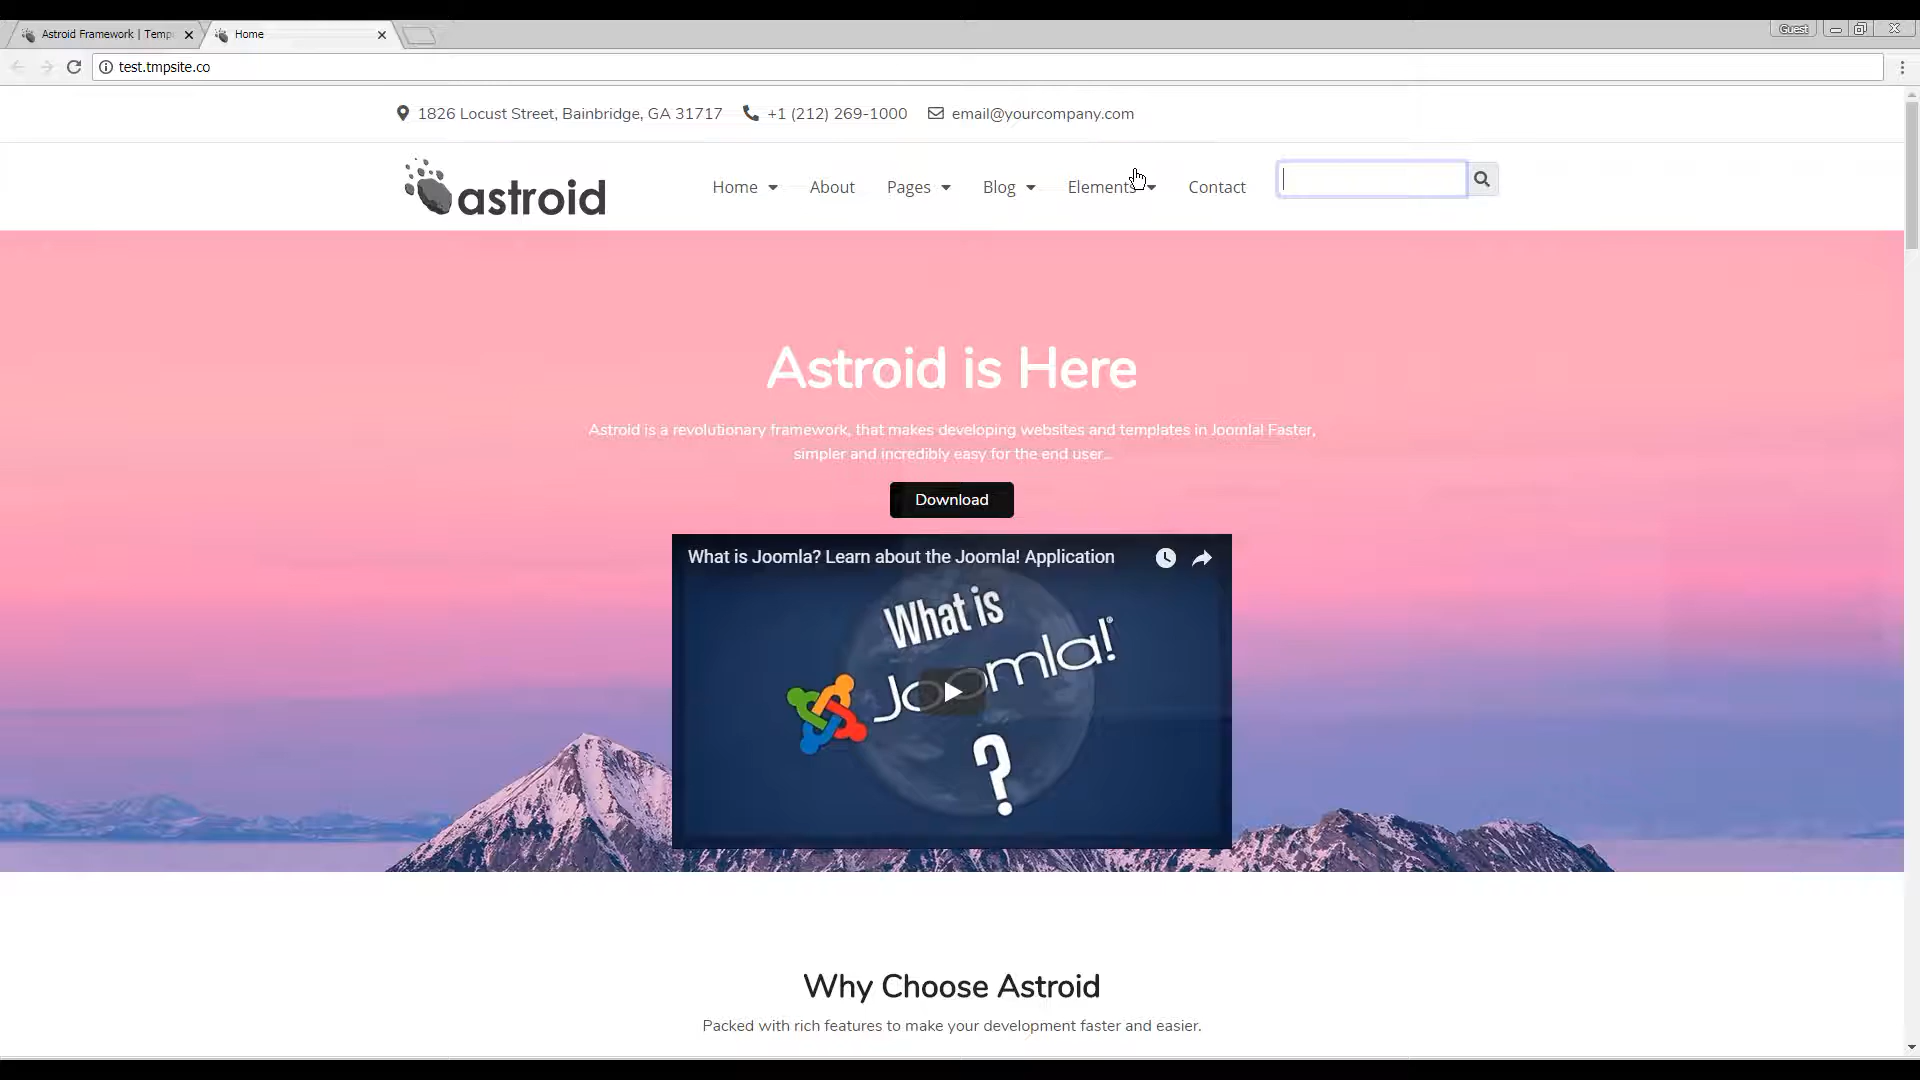 Astroid Framework | Temp
Home
Guest
test.tmpsite.co
1826 Locust Street, Bainbridge, GA 31717 +1 (212) 269-1000 email@yourcompany.com
astroid
Home About Pages Blog Elements Contact
Astroid is Here
Astroid is a revolutionary framework, that makes developing websites and templates in Joomla! Faster,
simpler and incredibly easy for the end user..
Download
What is Joomla? Learn about the Joomla! Application
What is
Joomla!
?
Why Choose Astroid
Packed with rich features to make your development faster and easier.